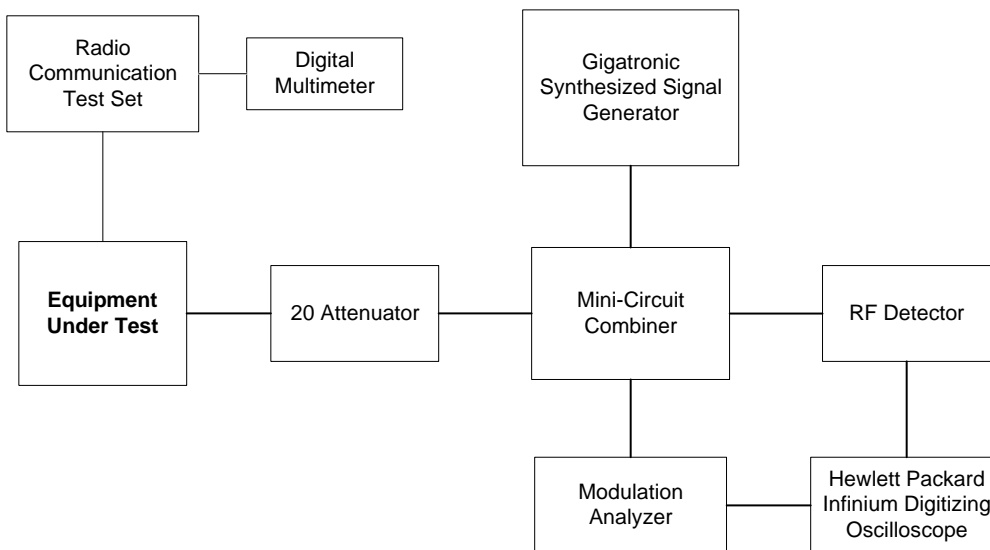 Radio
Communication
Test Set
Digital
Multimeter
Gigatronic
Synthesized Signal
Generator
Equipment
Under Test
20 Attenuator
Mini-Circuit
Combiner
RF Detector
Modulation
Analyzer
Hewlett Packard
Infinium Digitizing
Oscilloscope